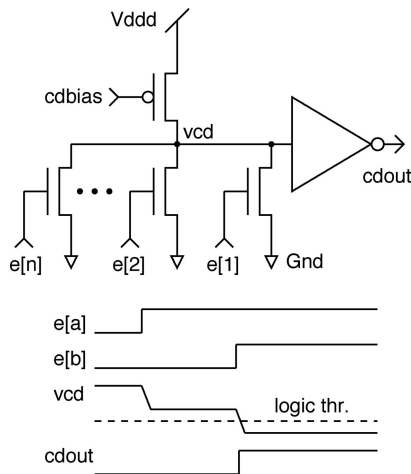 Vddd
cdbias
vcd
cdout
e[n]
e[2]
e[1]
Gnd
e[a]
e[b]
vcd
logic thr.
cdout